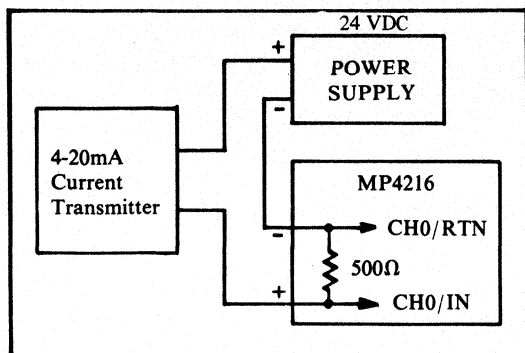 24 VDC
+
POWER
SUPPLY
-
4-20mA
Current
Transmitter
MP4216
-
CH0/RTN
500Ω
+
CH0/IN